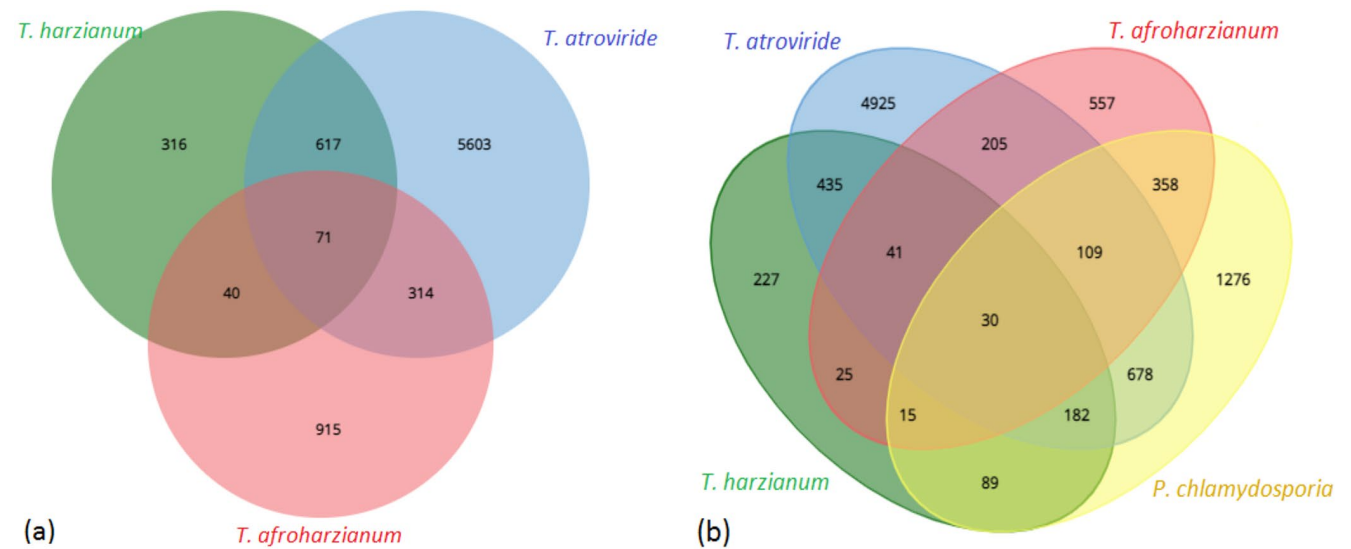 T. harzianum
T. atroviride
316
617
5603
71
40
314
915
T. afroharzianum
(a)
T. atroviride
T. afroharzianum
4925
557
205
435
358
41
109
227
1276
30
25
678
15
182
T. harzianum
89
P. chlamydosporia
(b)